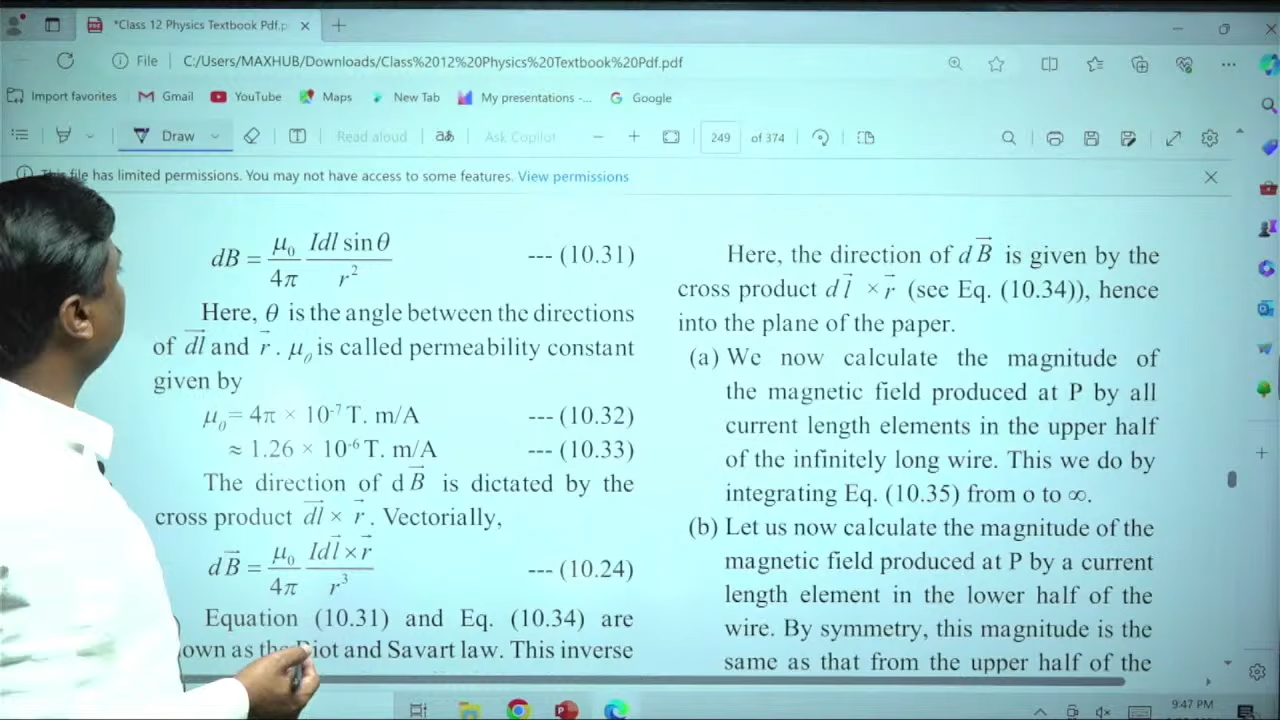 *Class 12 Physics Textbook Pdf.p
File C:/Users/MAXHUB/Downloads/Class%2012%20Physics%20Textbook%20Pdf.pdf
Import favorites Gmail YouTube Maps New Tab My presentations -... Google
Draw Read aloud aあ Ask Copilot 249 of 374
file has limited permissions. You may not have access to some features. View permissions
dB = μ₀/4π Idl sin θ/r² --- (10.31)
Here, θ is the angle between the directions
of dl⃗ and r⃗ . μ₀ is called permeability constant
given by
μ₀ = 4π × 10⁻⁷ T. m/A --- (10.32)
≈ 1.26 × 10⁻⁶ T. m/A --- (10.33)
The direction of dB⃗ is dictated by the
cross product dl⃗ × r⃗ . Vectorially,
dB⃗ = μ₀/4π Idl⃗ × r⃗/r³ --- (10.24)
Equation (10.31) and Eq. (10.34) are
and Savart law. This inverse
Here, the direction of dB⃗ is given by the
cross product dl⃗ × r⃗ (see Eq. (10.34)), hence
into the plane of the paper.
(a) We now calculate the magnitude of
the magnetic field produced at P by all
current length elements in the upper half
of the infinitely long wire. This we do by
integrating Eq. (10.35) from o to ∞.
(b) Let us now calculate the magnitude of the
magnetic field produced at P by a current
length element in the lower half of the
wire. By symmetry, this magnitude is the
same as that from the upper half of the
9:47 PM